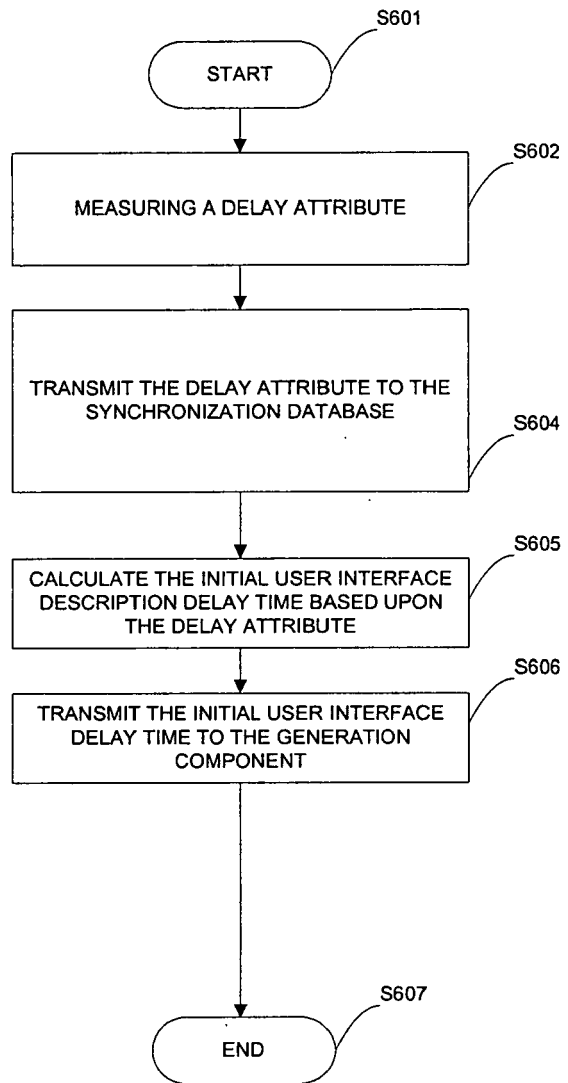 S601
START
S602
MEASURING A DELAY ATTRIBUTE
TRANSMIT THE DELAY ATTRIBUTE TO THE
SYNCHRONIZATION DATABASE
S604
S605
CALCULATE THE INITIAL USER INTERFACE
DESCRIPTION DELAY TIME BASED UPON
THE DELAY ATTRIBUTE
S606
TRANSMIT THE INITIAL USER INTERFACE
DELAY TIME TO THE GENERATION
COMPONENT
S607
END